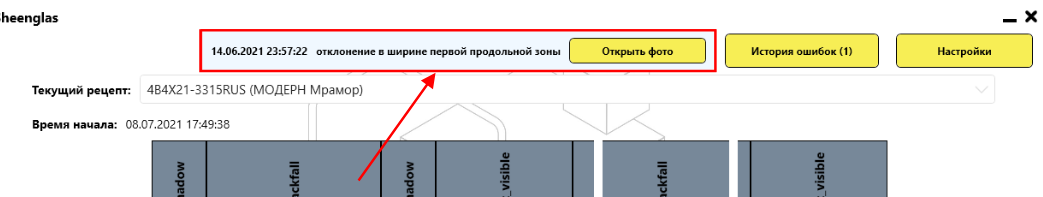 heenglas
14.06.2021 23:57:22 отклонение в ширине первой продольной зоны Открыть фото История ошибок (1) Настройки
Текущий рецепт: 4B4X21-3315RUS (МОДЕРН Мрамор)
Время начала: 08.07.2021 17:49:38
adow
ckfall
adow
_visible
ckfall
visible